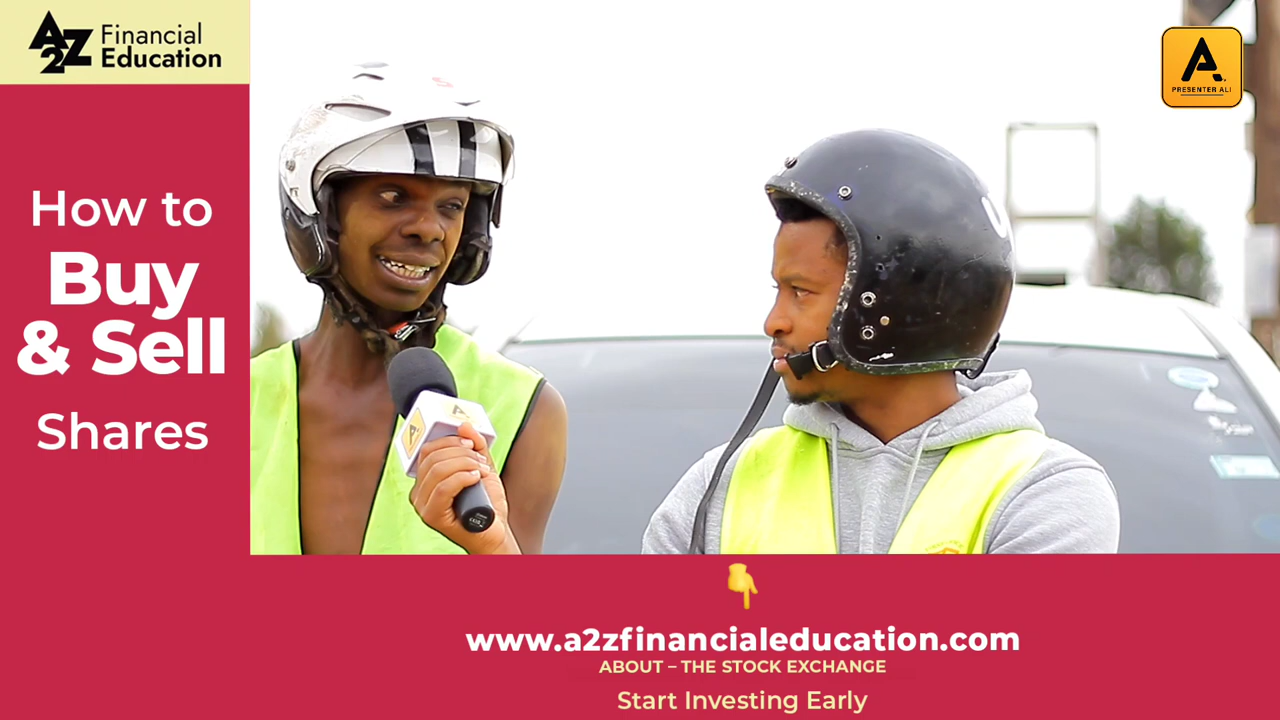 A2Z Financial
Education
How to
Buy
& Sell
Shares
A.
PRESENTER ALI
www.a2zfinancialeducation.com
ABOUT – THE STOCK EXCHANGE
Start Investing Early